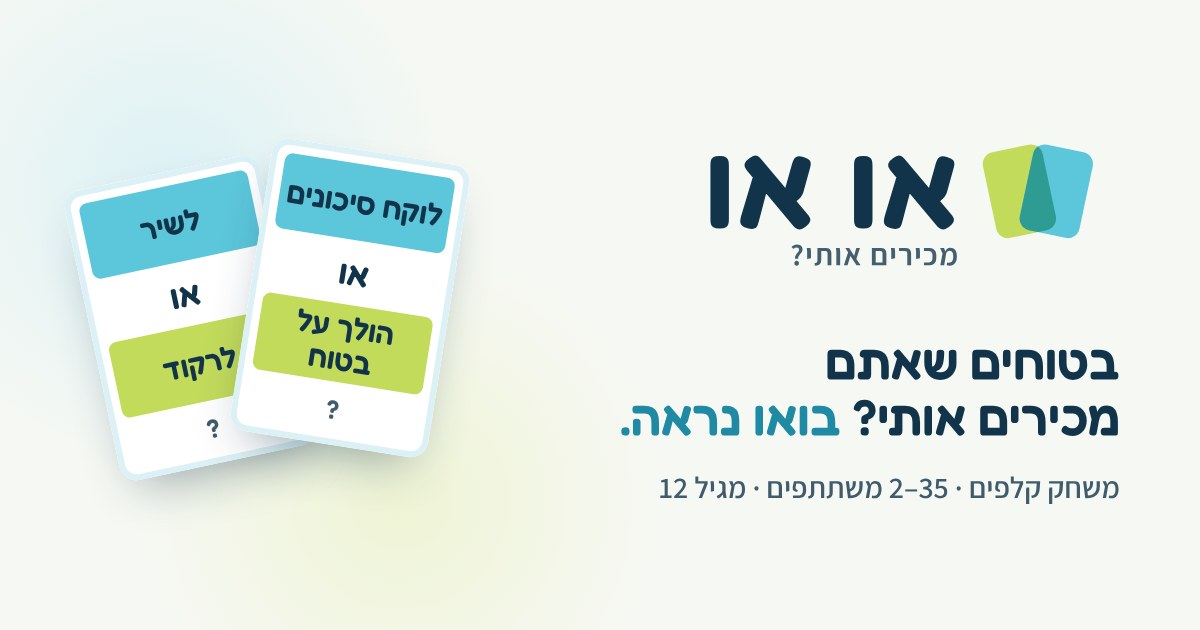 או או
מכירים אותי?
בטוחים שאתם
מכירים אותי? בואו נראה.
משחק קלפים · 2–35 משתתפים · מגיל 12
לוקח סיכונים
או
הולך על
בטוח
?
לשיר
או
לרקוד
?